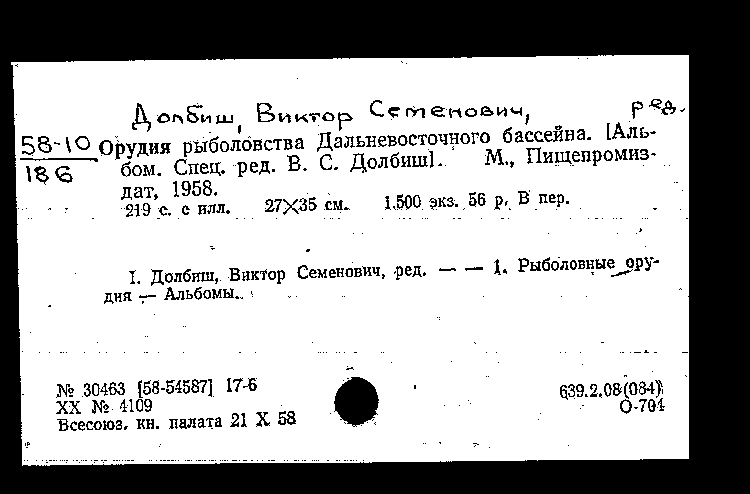 Долбиш, Виктор Семенович, ред.
58-10 Орудия рыболовства Дальневосточного бассейна. [Аль-
186 бом. Спец. ред. В. С. Долбиш]. М., Пищепромиз-
дат, 1958.
219 с. с илл. 27×35 см. 1.500 экз. 56 р. В пер.
I. Долбиш, Виктор Семенович, ред. — — 1. Рыболовные ору-
дия — Альбомы.
№ 30463 [58-54587] 17-6 639.2.08(084)
XX № 4109 О-704
Всесоюз. кн. палата 21 X 58